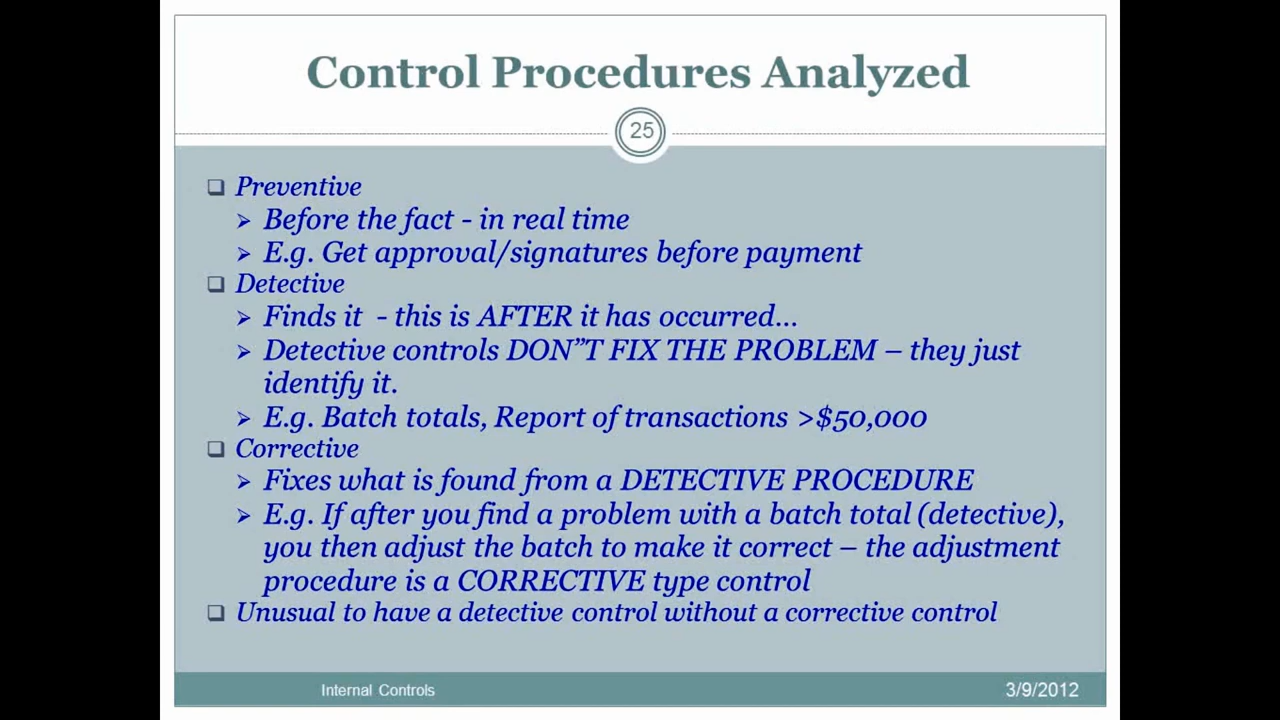 Control Procedures Analyzed
25
❑ Preventive
➢ Before the fact - in real time
➢ E.g. Get approval/signatures before payment
❑ Detective
➢ Finds it - this is AFTER it has occurred...
➢ Detective controls DON”T FIX THE PROBLEM – they just
identify it.
➢ E.g. Batch totals, Report of transactions >$50,000
❑ Corrective
➢ Fixes what is found from a DETECTIVE PROCEDURE
➢ E.g. If after you find a problem with a batch total (detective),
you then adjust the batch to make it correct – the adjustment
procedure is a CORRECTIVE type control
❑ Unusual to have a detective control without a corrective control
Internal Controls
3/9/2012